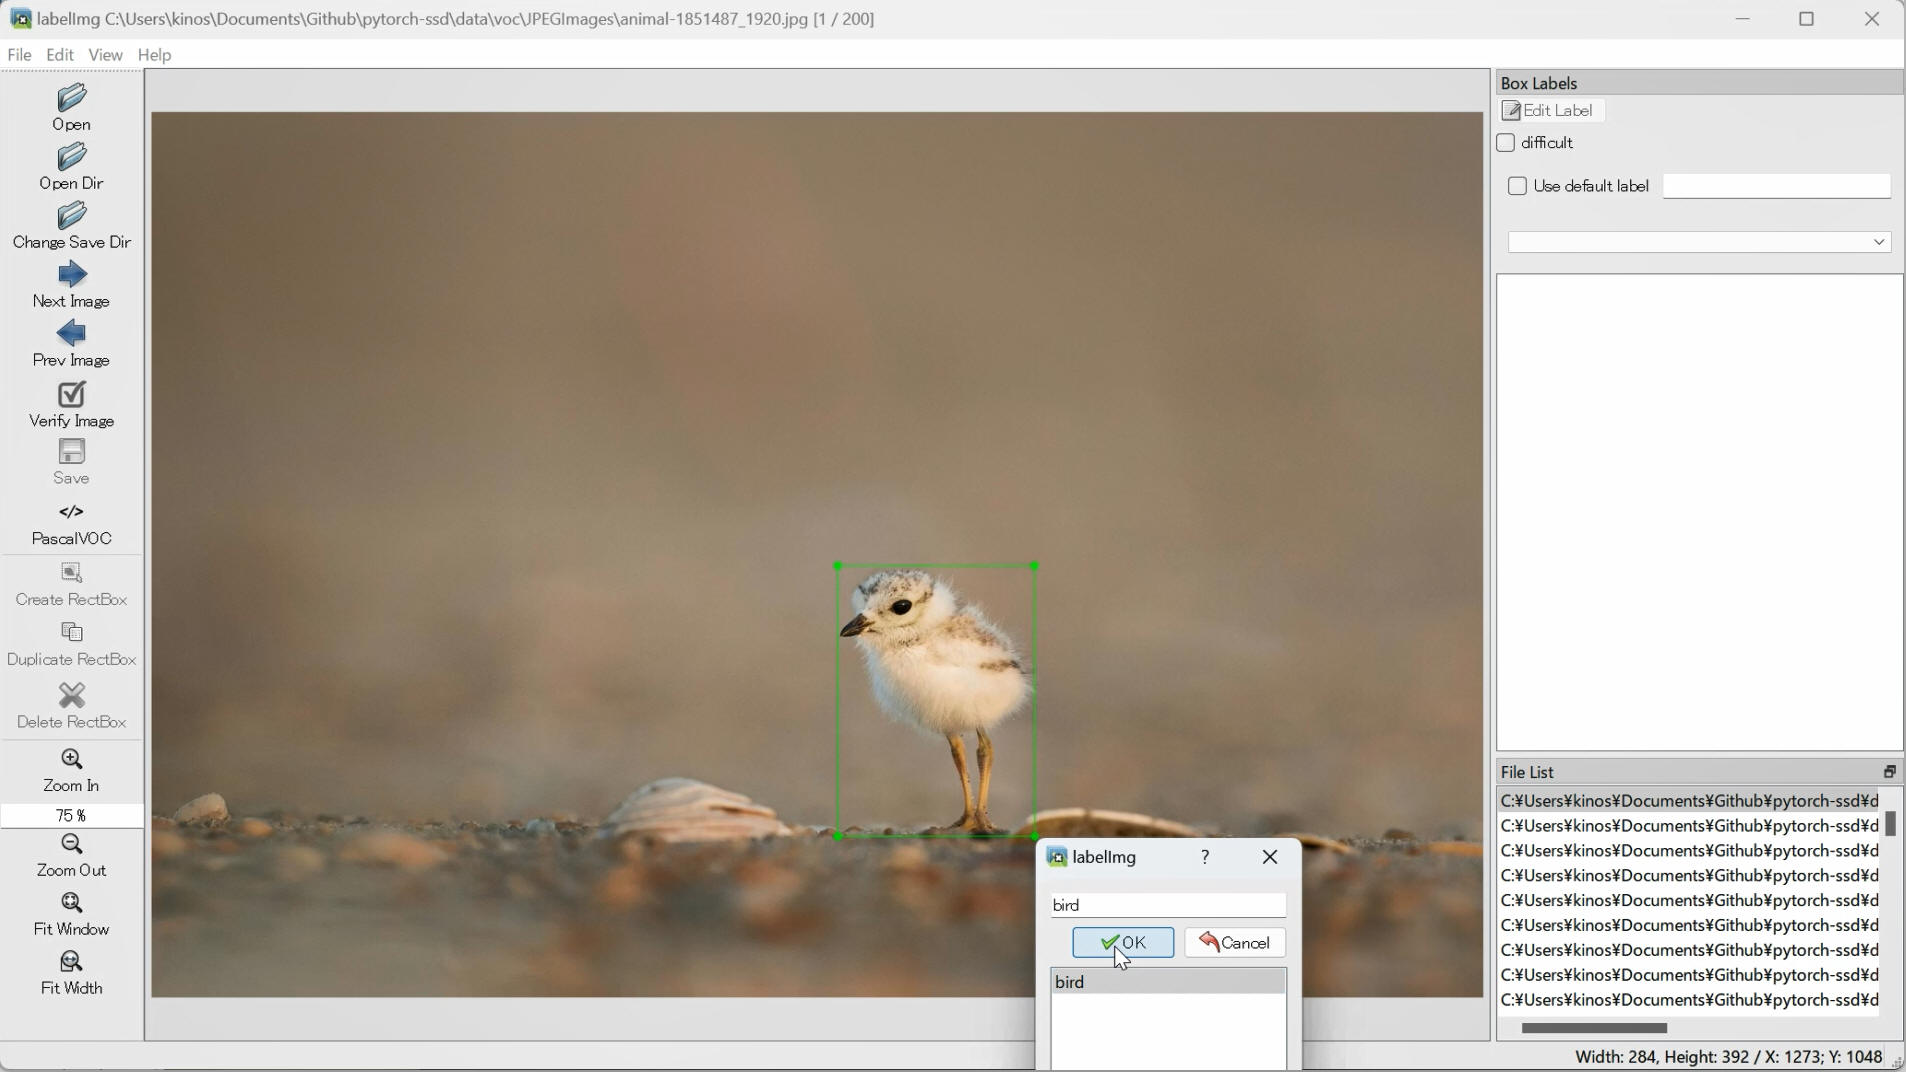 labelImg C:\Users\kinos\Documents\Github\pytorch-ssd\data\voc\JPEGImages\animal-1851487_1920.jpg [1 / 200]
File Edit View Help
Open
Open Dir
Change Save Dir
Next Image
Prev Image
Verify Image
Save
</>
PascalVOC
Create RectBox
Duplicate RectBox
Delete RectBox
Zoom In
75 %
Zoom Out
Fit Window
Fit Width
labelImg ?
bird
OK Cancel
bird
Box Labels
Edit Label
difficult
Use default label
File List
C:¥Users¥kinos¥Documents¥Github¥pytorch-ssd¥d
C:¥Users¥kinos¥Documents¥Github¥pytorch-ssd¥d
C:¥Users¥kinos¥Documents¥Github¥pytorch-ssd¥d
C:¥Users¥kinos¥Documents¥Github¥pytorch-ssd¥d
C:¥Users¥kinos¥Documents¥Github¥pytorch-ssd¥d
C:¥Users¥kinos¥Documents¥Github¥pytorch-ssd¥d
C:¥Users¥kinos¥Documents¥Github¥pytorch-ssd¥d
C:¥Users¥kinos¥Documents¥Github¥pytorch-ssd¥d
C:¥Users¥kinos¥Documents¥Github¥pytorch-ssd¥d
Width: 284, Height: 392 / X: 1273; Y: 1048